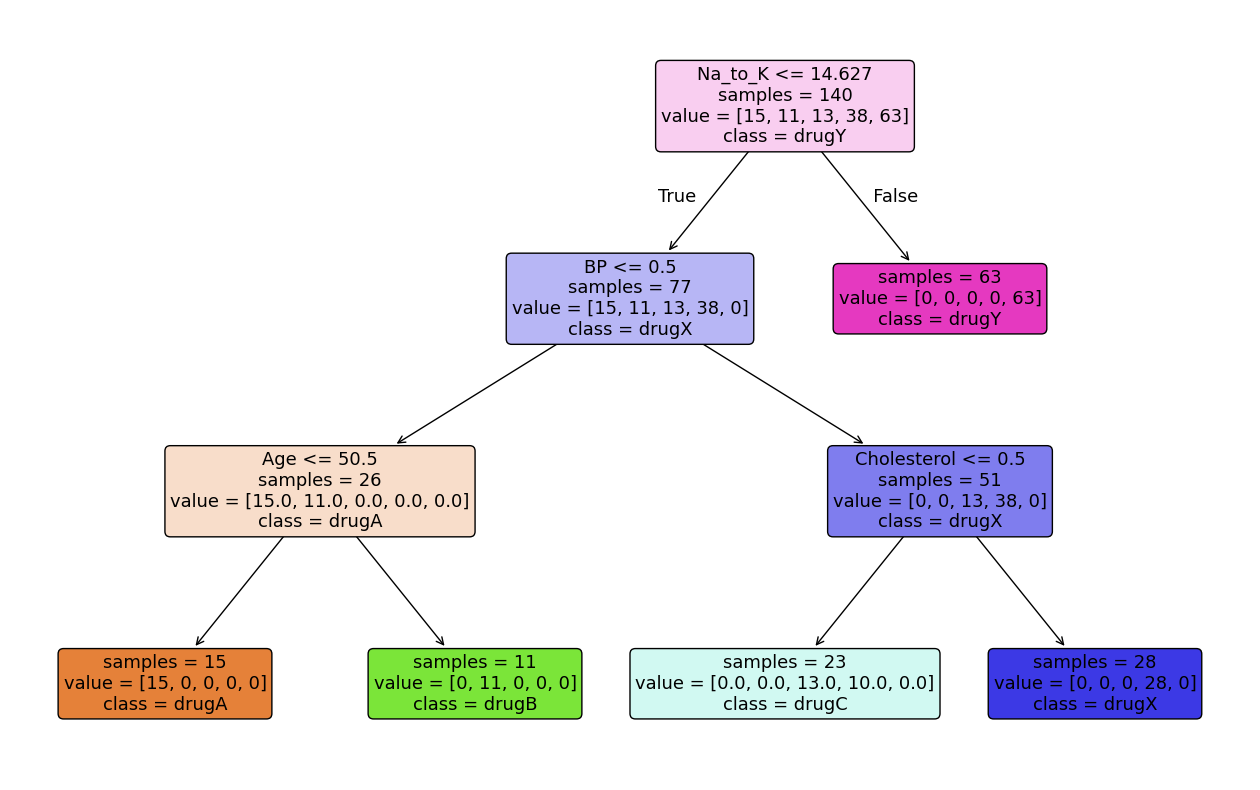 Na_to_K <= 14.627
samples = 140
value = [15, 11, 13, 38, 63]
class = drugY
True
False
BP <= 0.5
samples = 77
value = [15, 11, 13, 38, 0]
class = drugX
samples = 63
value = [0, 0, 0, 0, 63]
class = drugY
Age <= 50.5
samples = 26
value = [15.0, 11.0, 0.0, 0.0, 0.0]
class = drugA
Cholesterol <= 0.5
samples = 51
value = [0, 0, 13, 38, 0]
class = drugX
samples = 15
value = [15, 0, 0, 0, 0]
class = drugA
samples = 11
value = [0, 11, 0, 0, 0]
class = drugB
samples = 23
value = [0.0, 0.0, 13.0, 10.0, 0.0]
class = drugC
samples = 28
value = [0, 0, 0, 28, 0]
class = drugX